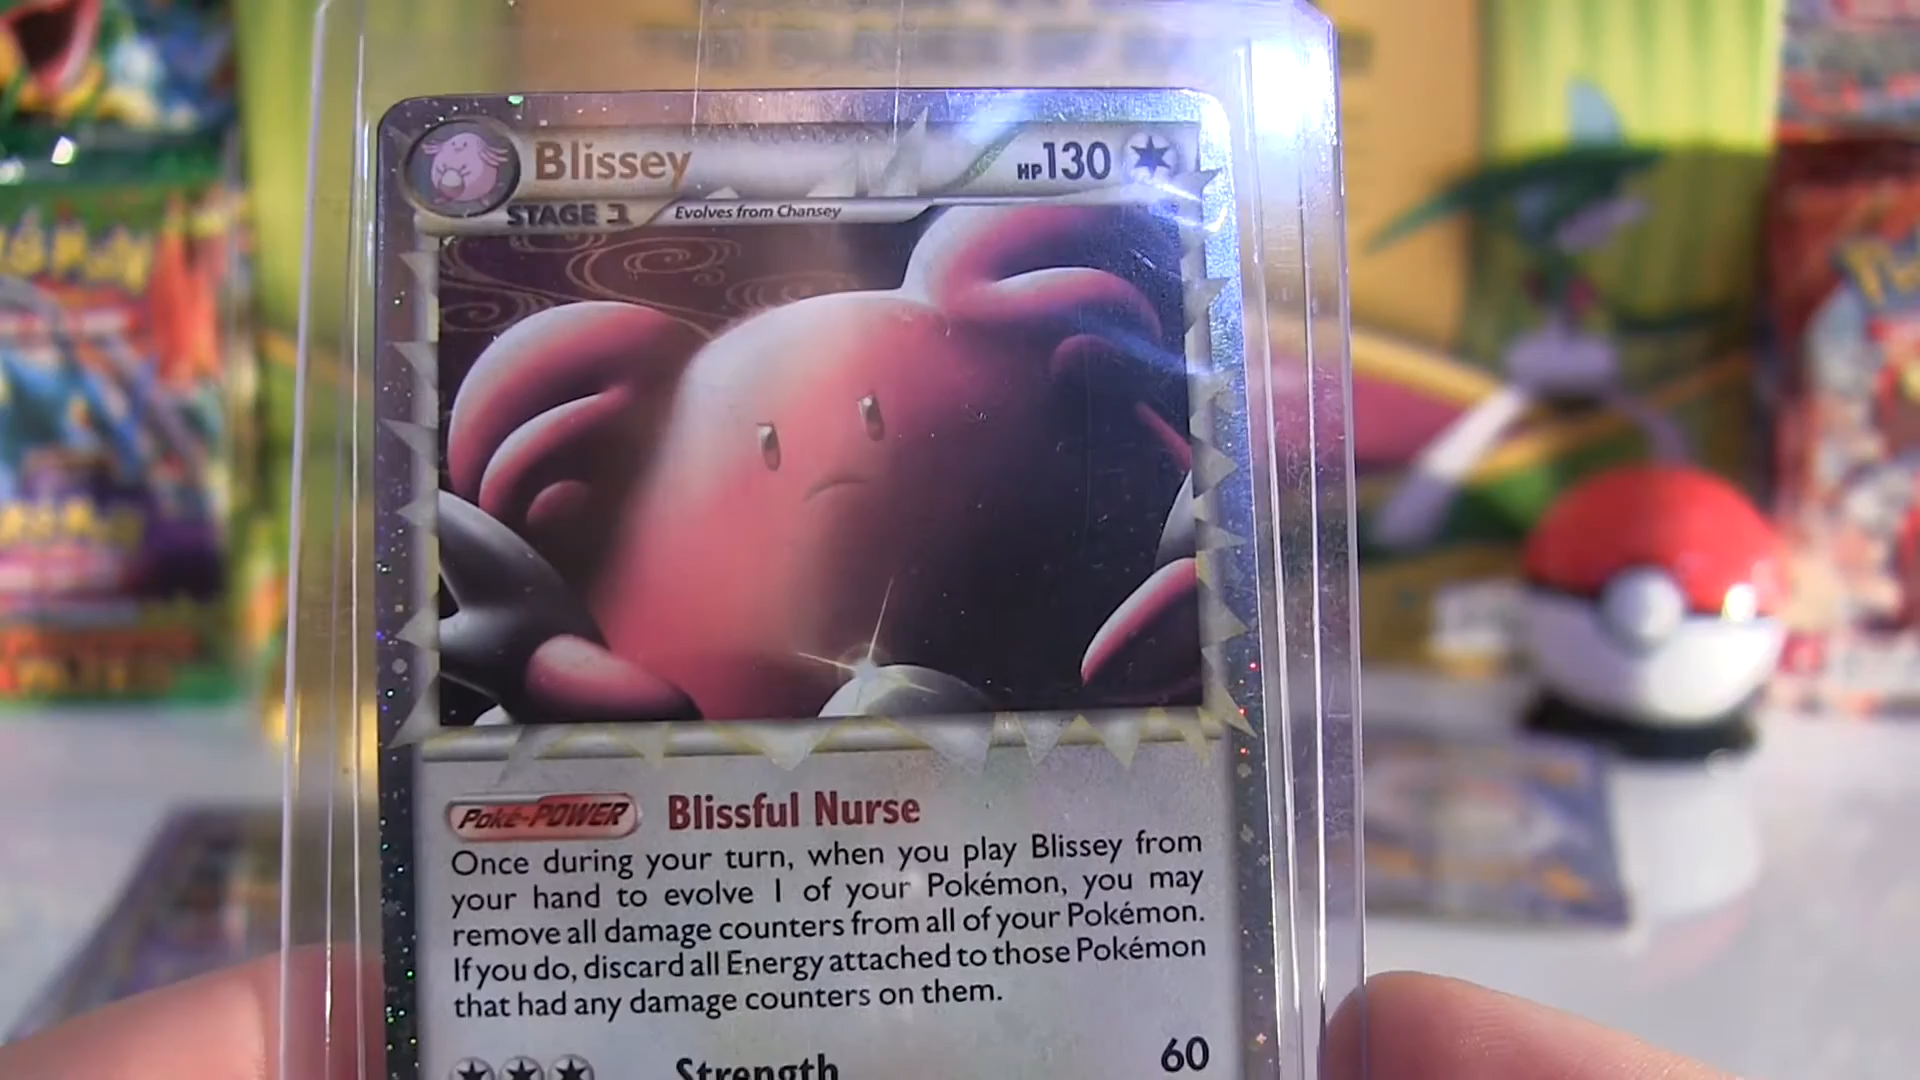 Blissey
HP130
STAGE 1
Evolves from Chansey
Poké-POWER Blissful Nurse
Once during your turn, when you play Blissey from
your hand to evolve 1 of your Pokémon, you may
remove all damage counters from all of your Pokémon.
If you do, discard all Energy attached to those Pokémon
that had any damage counters on them.
Strength 60